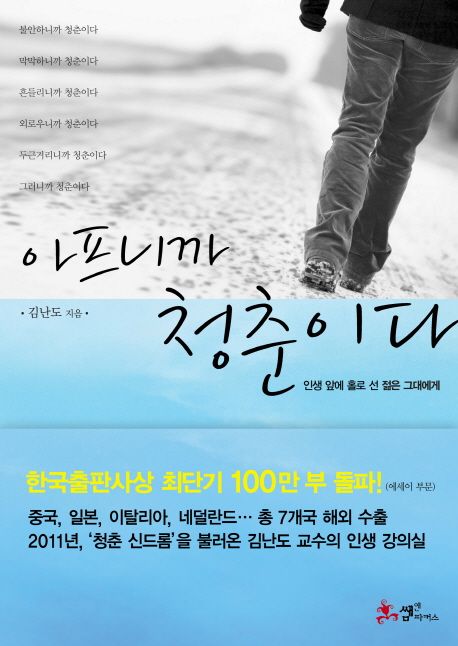 불안하니까 청춘이다
막막하니까 청춘이다
흔들리니까 청춘이다
외로우니까 청춘이다
두근거리니까 청춘이다
그러니까 청춘이다
아프니까
• 김난도 지음 •
청춘이다
인생 앞에 홀로 선 젊은 그대에게
한국출판사상 최단기 100만 부 돌파! (에세이 부문)
중국, 일본, 이탈리아, 네덜란드… 총 7개국 해외 수출
2011년, ‘청춘 신드롬’을 불러온 김난도 교수의 인생 강의실
쌤앤파커스